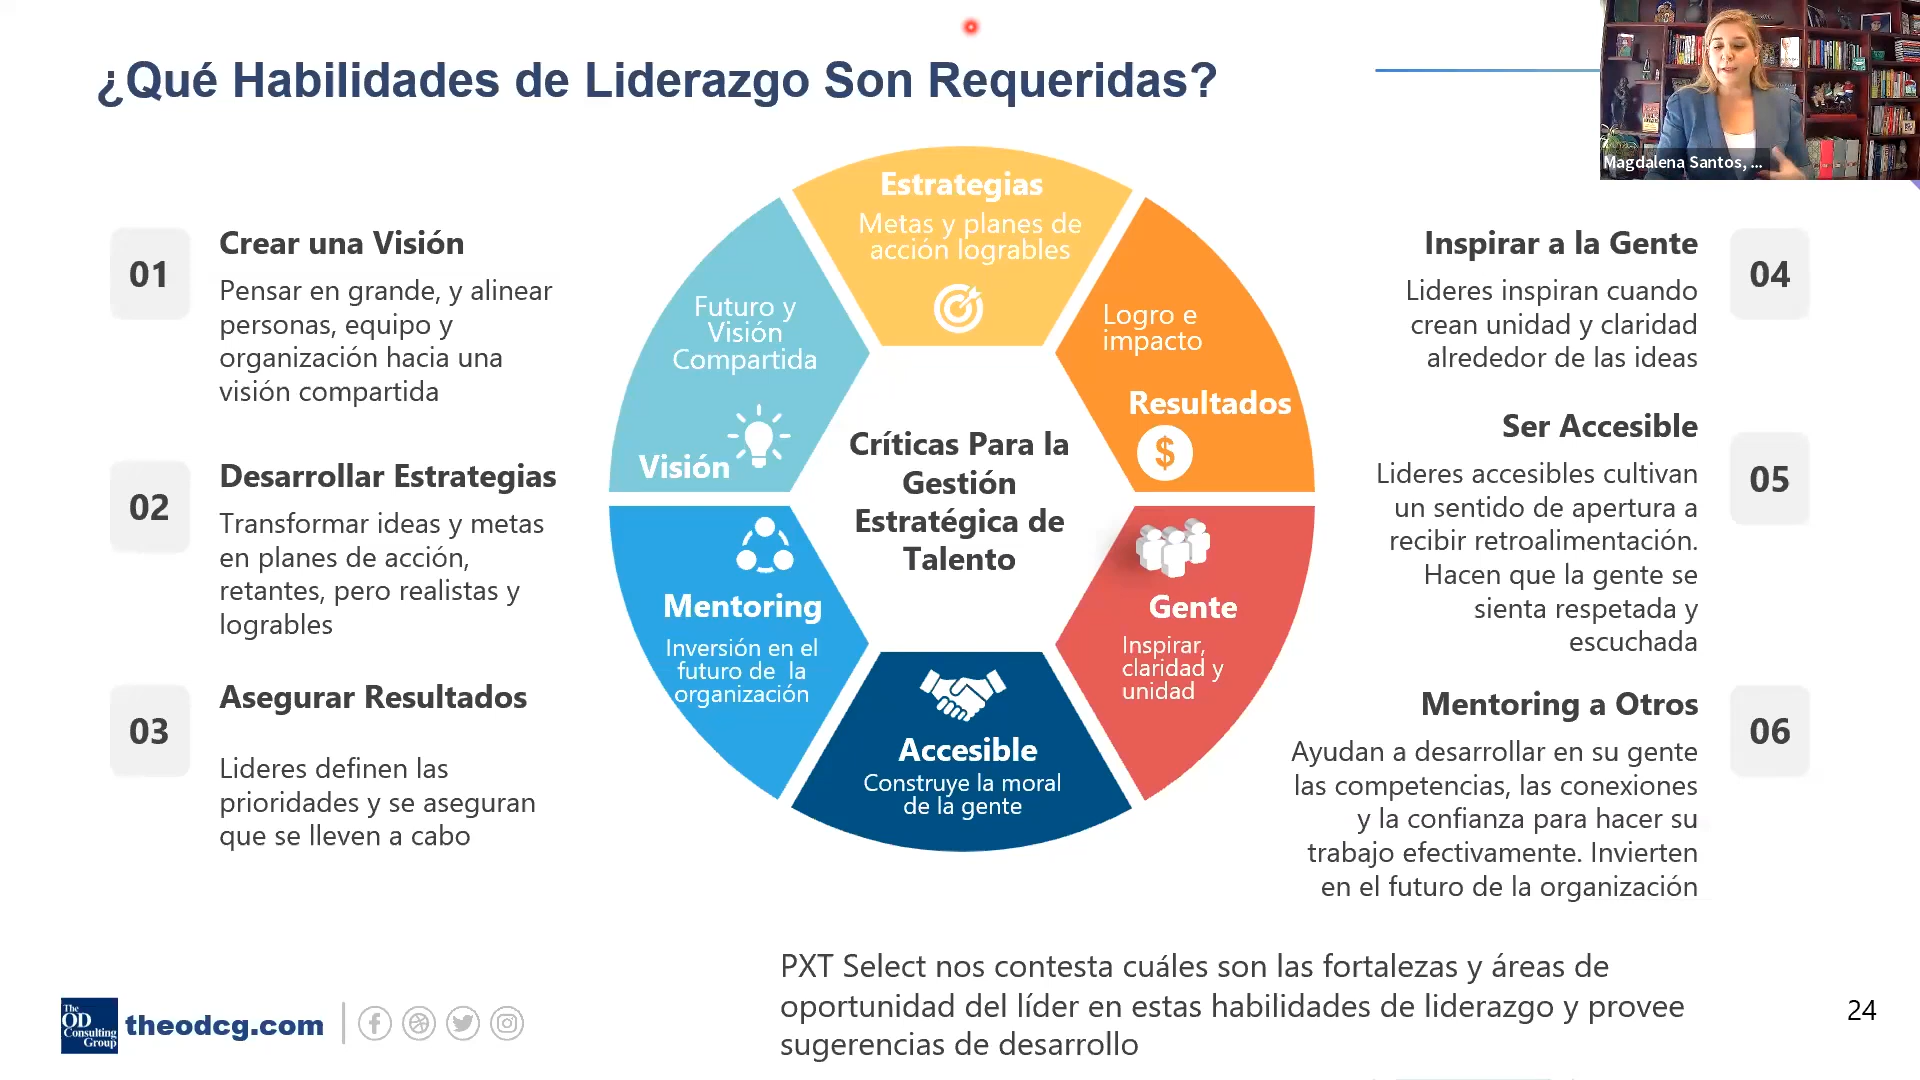 ¿Qué Habilidades de Liderazgo Son Requeridas?
Magdalena Santos, ...
01
Crear una Visión
Pensar en grande, y alinear
personas, equipo y
organización hacia una
visión compartida
02
Desarrollar Estrategias
Transformar ideas y metas
en planes de acción,
retantes, pero realistas y
logrables
03
Asegurar Resultados
Lideres definen las
prioridades y se aseguran
que se lleven a cabo
Estrategias
Metas y planes de
acción logrables
Futuro y
Visión
Compartida
Visión
Logro e
impacto
Resultados
$
Críticas Para la
Gestión
Estratégica de
Talento
Mentoring
Inversión en el
futuro de la
organización
Gente
Inspirar,
claridad y
unidad
Accesible
Construye la moral
de la gente
Inspirar a la Gente
04
Lideres inspiran cuando
crean unidad y claridad
alrededor de las ideas
Ser Accesible
05
Lideres accesibles cultivan
un sentido de apertura a
recibir retroalimentación.
Hacen que la gente se
sienta respetada y
escuchada
Mentoring a Otros
06
Ayudan a desarrollar en su gente
las competencias, las conexiones
y la confianza para hacer su
trabajo efectivamente. Invierten
en el futuro de la organización
PXT Select nos contesta cuáles son las fortalezas y áreas de
oportunidad del líder en estas habilidades de liderazgo y provee
sugerencias de desarrollo
The
OD
Consulting
Group
theodcg.com
24